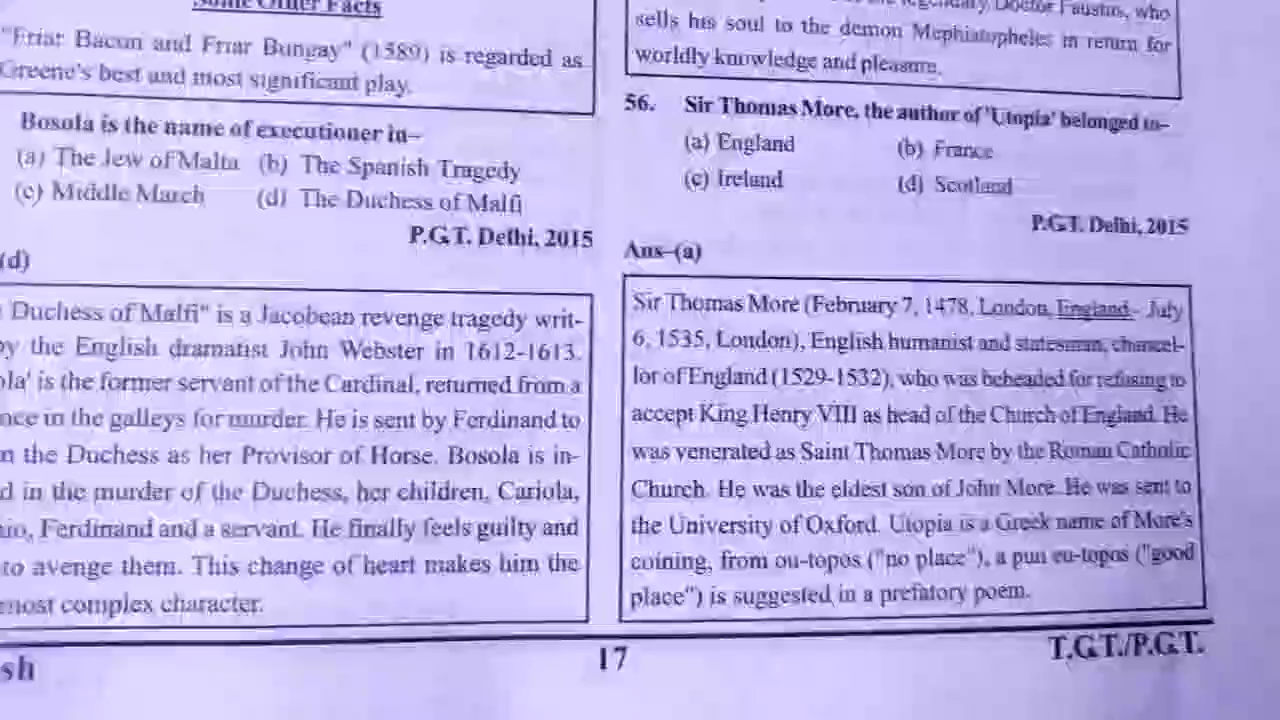 Some Other Facts
"Friar Bacon and Friar Bungay" (1589) is regarded as
Greene's best and most significant play.
Bosola is the name of executioner in–
(a) The Jew of Malta (b) The Spanish Tragedy
(c) Middle March (d) The Duchess of Malfi
P.G.T. Delhi, 2015
(d)
Duchess of Malfi" is a Jacobean revenge tragedy writ-
by the English dramatist John Webster in 1612-1613.
ola' is the former servant of the Cardinal, returned from a
nce in the galleys for murder. He is sent by Ferdinand to
n the Duchess as her Provisor of Horse. Bosola is in-
d in the murder of the Duchess, her children, Cariola,
Ferdinand and a servant. He finally feels guilty and
to avenge them. This change of heart makes him the
most complex character.
sh
17
legendary Doctor Faustus, who
sells his soul to the demon Mephistopheles in return for
worldly knowledge and pleasure.
56. Sir Thomas More, the author of 'Utopia' belonged to–
(a) England (b) France
(c) Ireland (d) Scotland
P.G.T. Delhi, 2015
Ans–(a)
Sir Thomas More (February 7, 1478, London, England– July
6, 1535, London), English humanist and statesman, chancel-
lor of England (1529-1532), who was beheaded for refusing to
accept King Henry VIII as head of the Church of England. He
was venerated as Saint Thomas More by the Roman Catholic
Church. He was the eldest son of John More. He was sent to
the University of Oxford. Utopia is a Greek name of More's
coining, from ou-topos ("no place"), a pun eu-topos ("good
place") is suggested in a prefatory poem.
T.G.T./P.G.T.